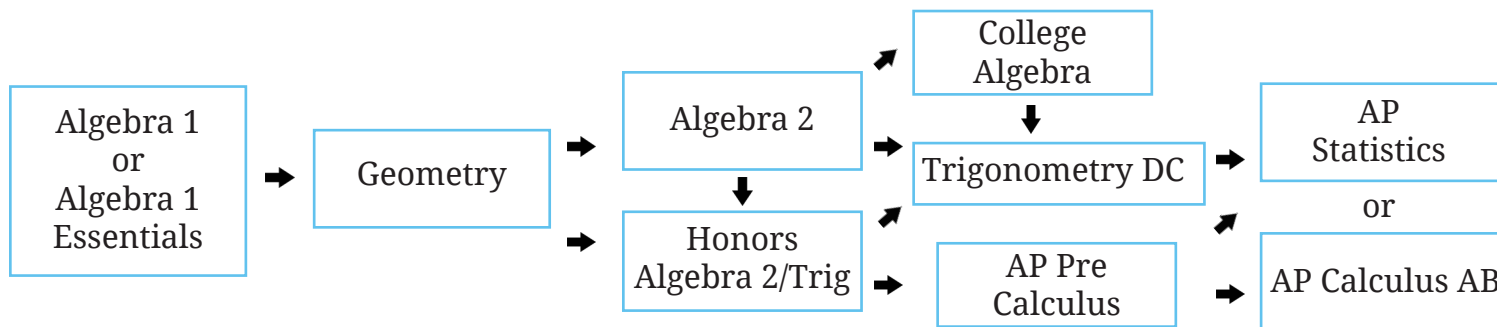 Algebra 1
or
Algebra 1
Essentials
Geometry
Algebra 2
Honors
Algebra 2/Trig
College
Algebra
Trigonometry DC
AP Pre
Calculus
AP
Statistics
or
AP Calculus AB